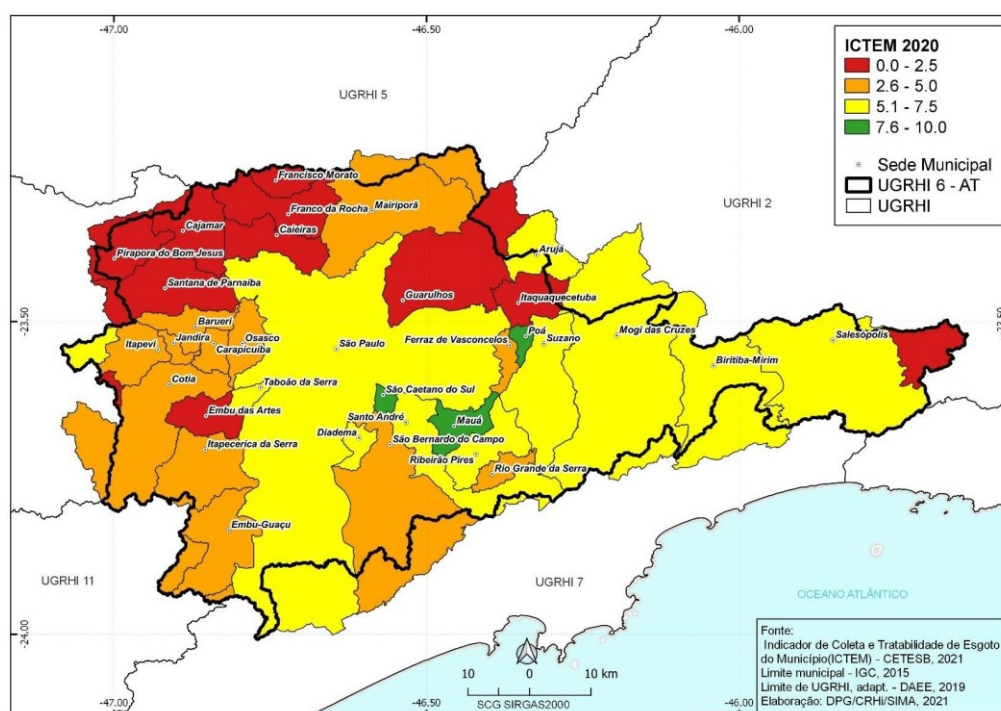 -47.00
-46.50
-46.00
ICTEM 2020
0.0 - 2.5
2.6 - 5.0
5.1 - 7.5
7.6 - 10.0
Sede Municipal
UGRHI 6 - AT
UGRHI
UGRHI 5
UGRHI 2
Francisco Morato
Franco da Rocha
Mairiporã
Cajamar
Caieiras
Pirapora do Bom Jesus
Arujá
Santana de Parnaíba
Guarulhos
Itaquaquecetuba
-23.50
Barueri
Jandira
Osasco
Itapevi
Carapicuíba
São Paulo
Ferraz de Vasconcelos
Poá
Suzano
Mogi das Cruzes
Salesópolis
Biritiba-Mirim
Cotia
Taboão da Serra
São Caetano do Sul
Embu das Artes
Santo André
Mauá
Diadema
São Bernardo do Campo
Itapecerica da Serra
Ribeirão Pires
Rio Grande da Serra
Embu-Guaçu
UGRHI 11
UGRHI 7
OCEANO ATLÂNTICO
-24.00
10 0 10 km
SCG SIRGAS2000
Fonte:
Indicador de Coleta e Tratabilidade de Esgoto
do Município(ICTEM) - CETESB, 2021
Limite municipal - IGC, 2015
Limite de UGRHI, adapt. - DAEE, 2019
Elaboração: DPG/CRHi/SIMA, 2021
-47.00
-46.50
-46.00